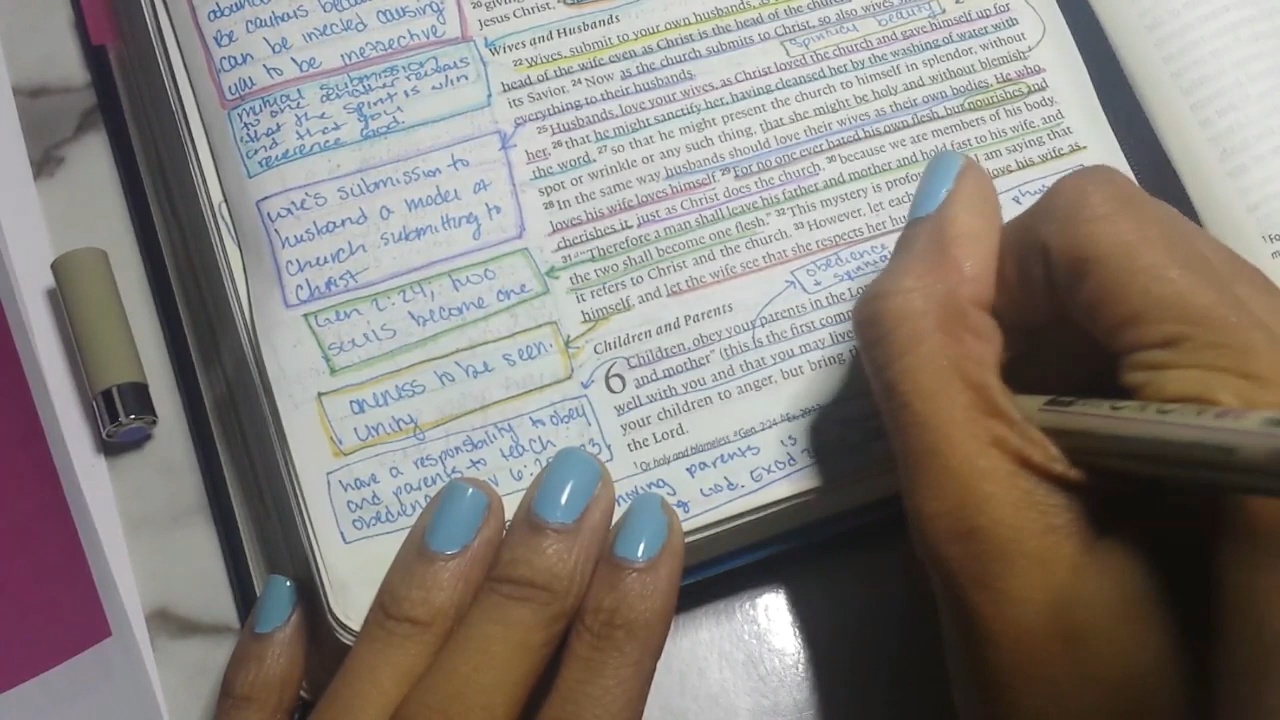 be cautious
can be injected causing
you to be ineffective
mutual submission
to one another reveals
that the Spirit is w/in
and that you
reverence God.
wife's submission to
husband a model of
church submitting to
Christ
Gen 2:24, two
souls become one
oneness to be seen.
unity
have a responsibility to obey
and parents to teach
20 giving
Jesus Christ.
Wives and Husbands
22 Wives, submit to your own husbands,
head of the wife even as Christ is the head of the church,
its Savior. 24 Now as the church submits to Christ, so also wives
everything to their husbands.
spiritual beauty
25 Husbands, love your wives, as Christ loved the church and gave himself up for
her, 26 that he might sanctify her, having cleansed her by the washing of water with
the word, 27 so that he might present the church to himself in splendor, without
spot or wrinkle or any such thing, that she might be holy and without blemish.
28 In the same way husbands should love their wives as their own bodies. He who
loves his wife loves himself. 29 For no one ever hated his own flesh, but nourishes and
cherishes it, just as Christ does the church, 30 because we are members of his body.
31 "Therefore a man shall leave his father and mother and hold fast to his wife, and
the two shall become one flesh." 32 This mystery is I am saying that
it refers to Christ and the church. 33 However, let each love his wife as
himself, and let the wife see that she respects her
phys
obedience
Children and Parents
6 Children, obey your parents in the
and mother" (this is the first
well with you and that you may live
your children to anger, but bring
the Lord.
1 Or holy and blameless Gen. 2:24
parents is
God. Exod